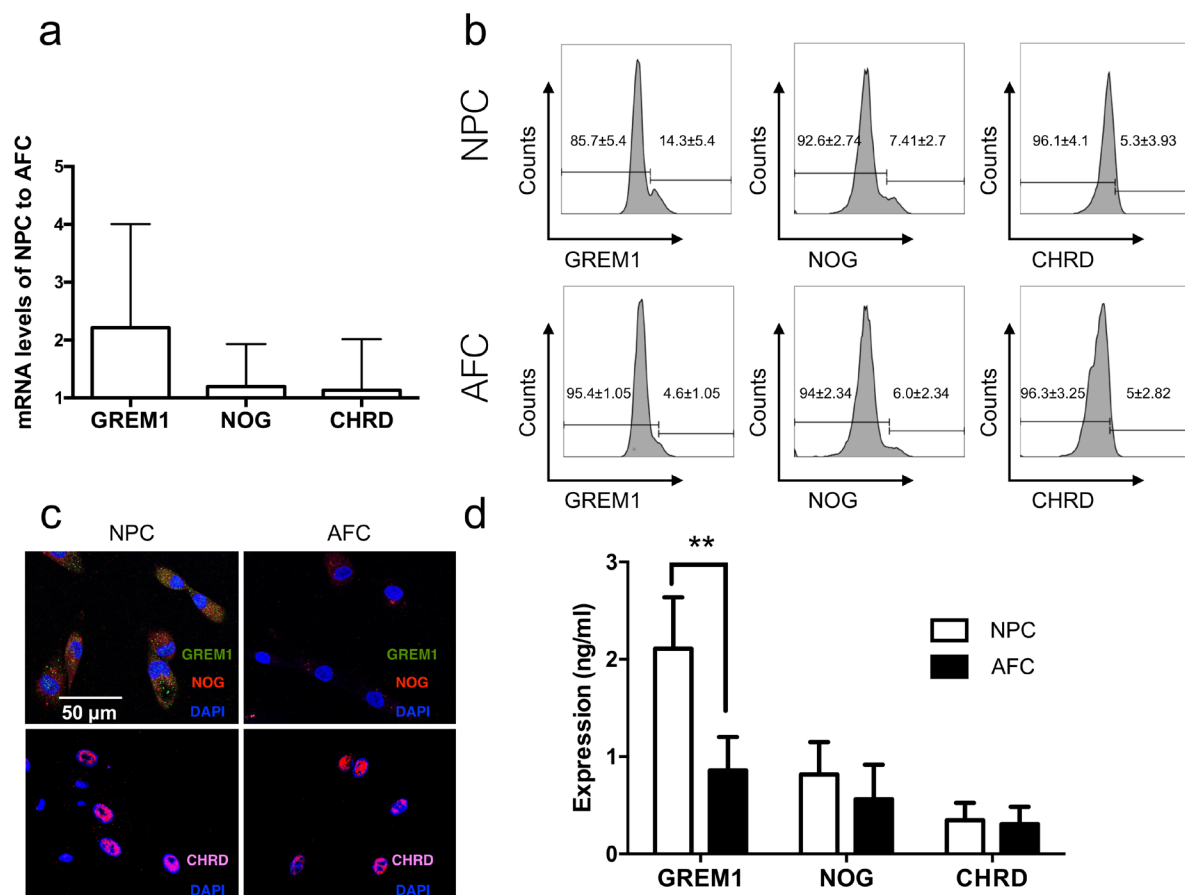 a
mRNA levels of NPC to AFC
5
4
3
2
1
GREM1 NOG CHRD
b
NPC
Counts
85.7±5.4 14.3±5.4
GREM1
Counts
92.6±2.74 7.41±2.7
NOG
Counts
96.1±4.1 5.3±3.93
CHRD
AFC
Counts
95.4±1.05 4.6±1.05
GREM1
Counts
94±2.34 6.0±2.34
NOG
Counts
96.3±3.25 5±2.82
CHRD
c
NPC AFC
GREM1
NOG
DAPI
50 µm
GREM1
NOG
DAPI
CHRD
DAPI
CHRD
DAPI
d
Expression (ng/ml)
3
2
1
0
**
NPC
AFC
GREM1 NOG CHRD